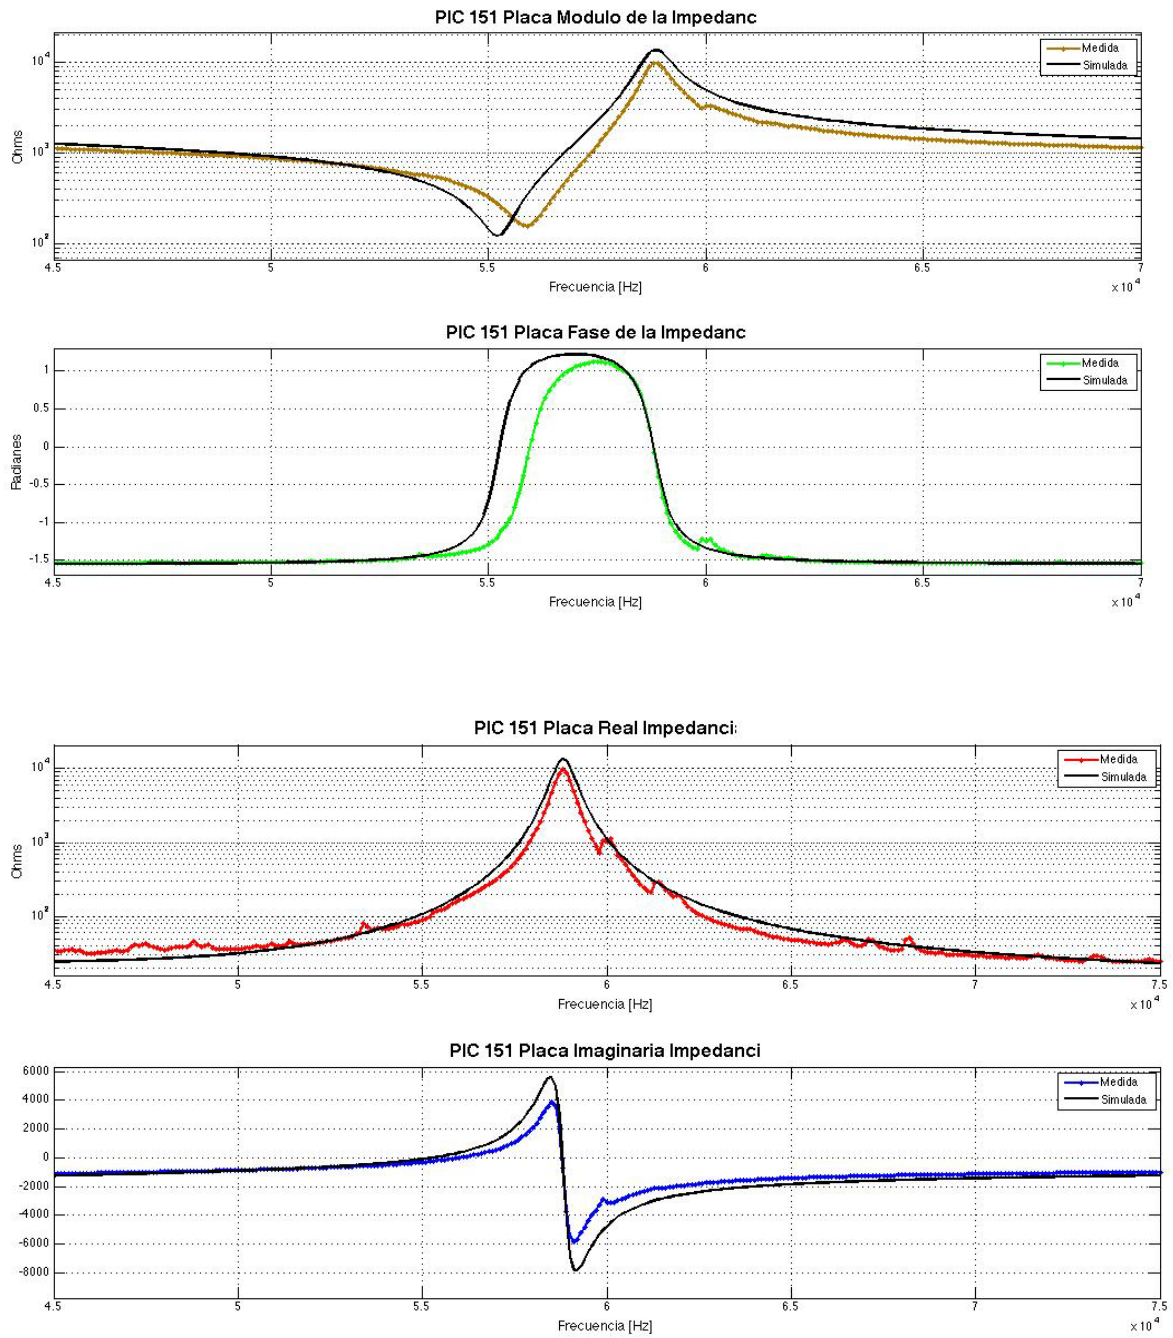 PIC 151 Placa Modulo de la Impedanc
Ohms
10^4
10^3
10^2
Medida
Simulada
4.5 5 5.5 6 6.5 7
Frecuencia [Hz]
x 10^4
PIC 151 Placa Fase de la Impedanc
Radianes
1
0.5
0
-0.5
-1
-1.5
Medida
Simulada
4.5 5 5.5 6 6.5 7
Frecuencia [Hz]
x 10^4
PIC 151 Placa Real Impedanci
Ohms
10^4
10^3
10^2
Medida
Simulada
4.5 5 5.5 6 6.5 7 7.5
Frecuencia [Hz]
x 10^4
PIC 151 Placa Imaginaria Impedanci
6000
4000
2000
0
-2000
-4000
-6000
-8000
Medida
Simulada
4.5 5 5.5 6 6.5 7 7.5
Frecuencia [Hz]
x 10^4